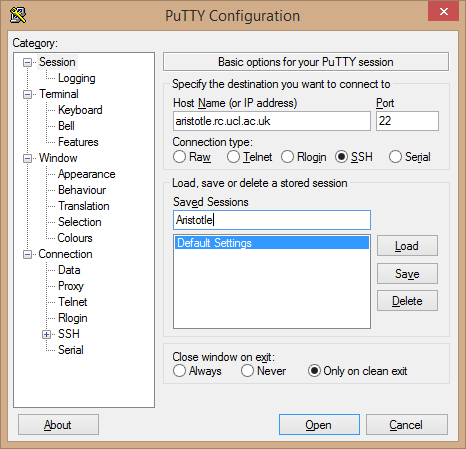 PuTTY Configuration
Category:
Session
Logging
Terminal
Keyboard
Bell
Features
Window
Appearance
Behaviour
Translation
Selection
Colours
Connection
Data
Proxy
Telnet
Rlogin
SSH
Serial
Basic options for your PuTTY session
Specify the destination you want to connect to
Host Name (or IP address) Port
aristotle.rc.ucl.ac.uk 22
Connection type:
Raw Telnet Rlogin SSH Serial
Load, save or delete a stored session
Saved Sessions
Aristotle
Default Settings
Load
Save
Delete
Close window on exit:
Always Never Only on clean exit
About Open Cancel